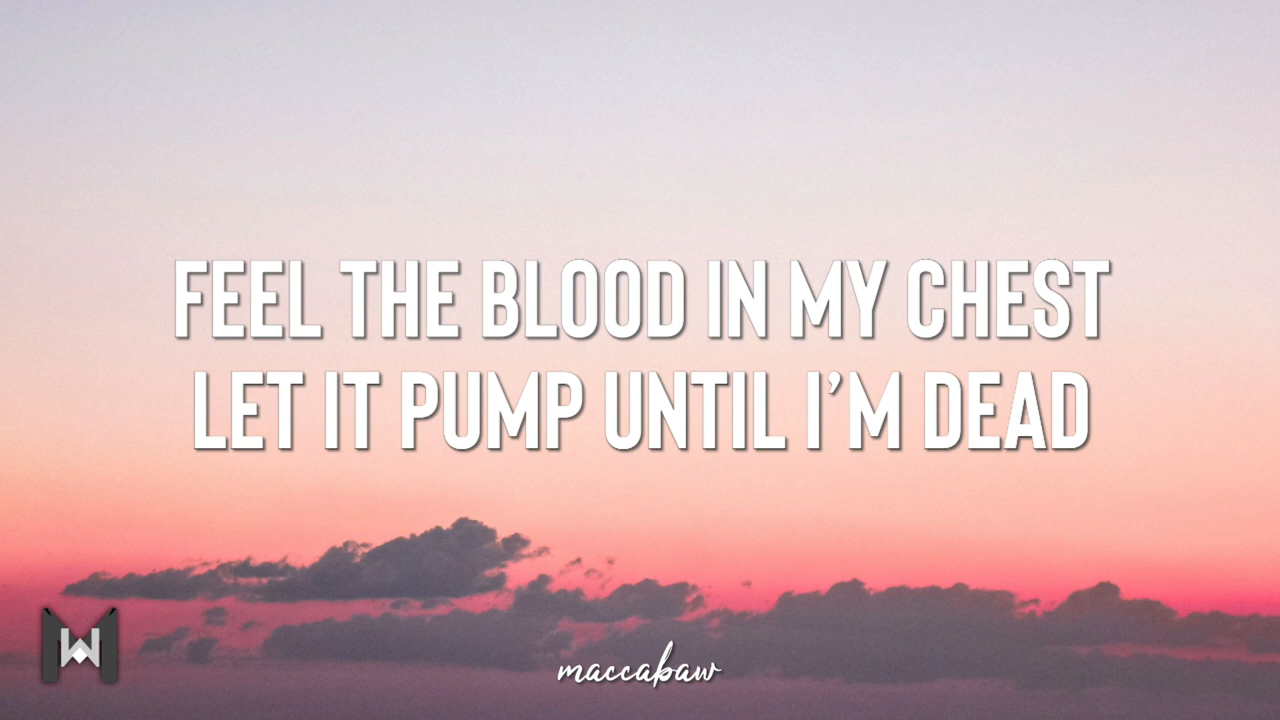 FEEL THE BLOOD IN MY CHEST
LET IT PUMP UNTIL I'M DEAD
maccabaw